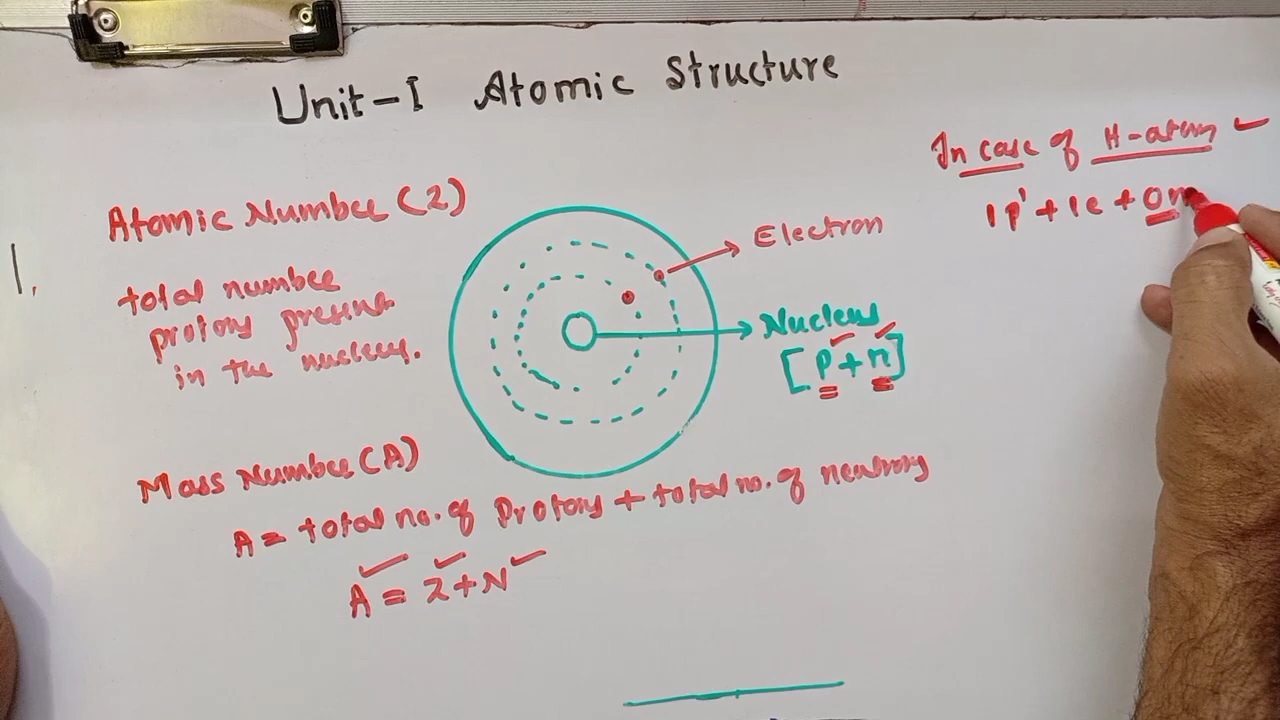 Unit-I Atomic Structure
In case of H-atom
1p'+1e+0n
Atomic Number (Z)
1.
total number
protons present
in the nucleus.
Electron
Nucleus
[p+n]
Mass Number (A)
A= total no. of Protons + total no. of neutrons
A = Z+N